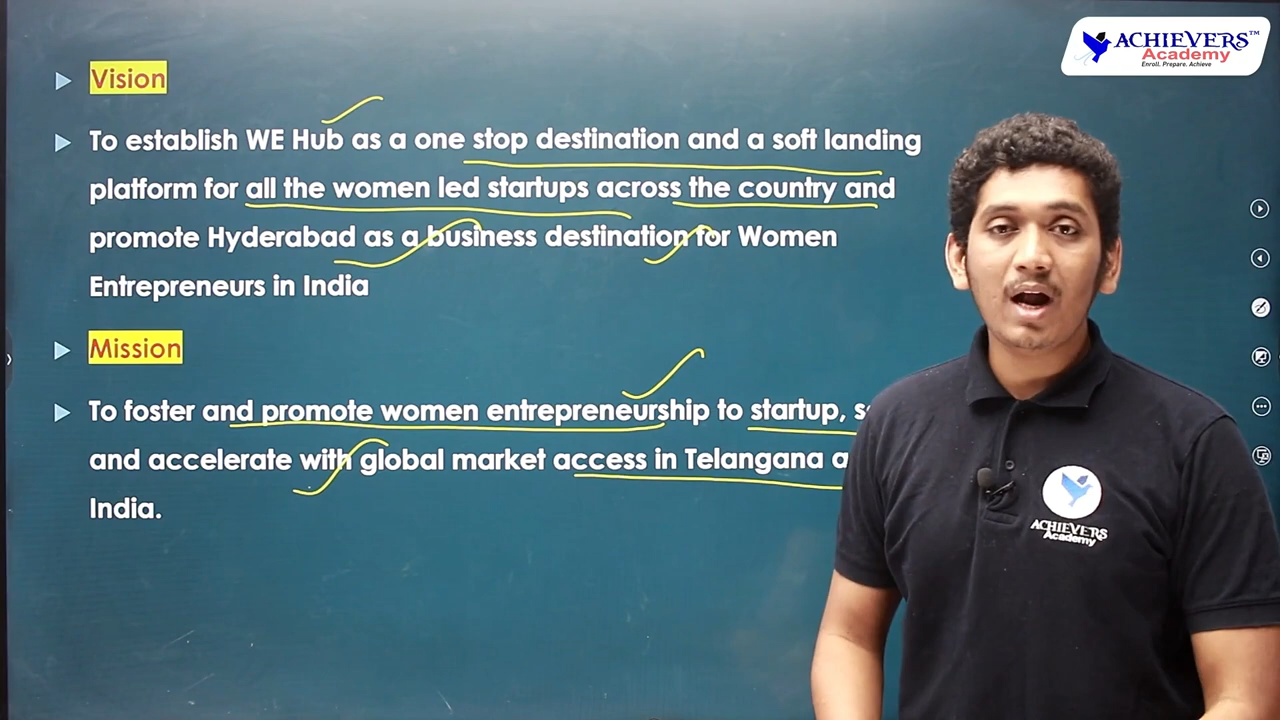 ACHIEVERS™
Academy
Enroll. Prepare. Achieve
Vision
To establish WE Hub as a one stop destination and a soft landing
platform for all the women led startups across the country and
promote Hyderabad as a business destination for Women
Entrepreneurs in India
Mission
To foster and promote women entrepreneurship to startup,
and accelerate with global market access in Telangana
India.
ACHIEVERS
Academy